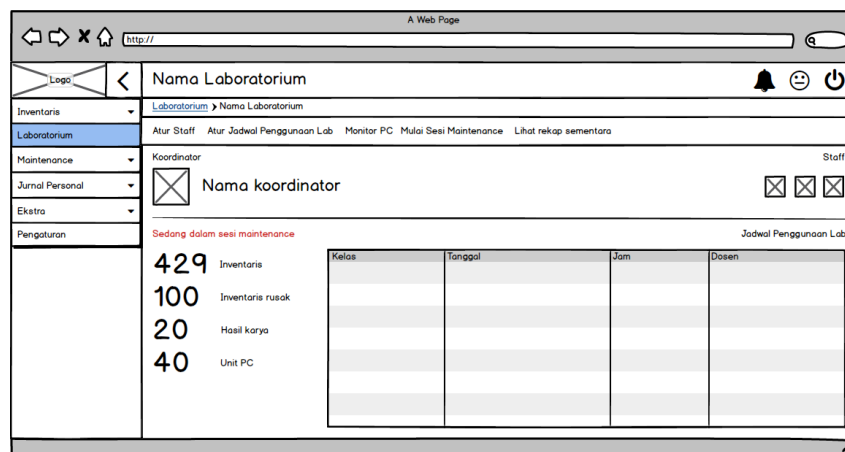 A Web Page
http://
Logo
Nama Laboratorium
Laboratorium > Nama Laboratorium
Inventaris
Laboratorium
Maintenance
Jurnal Personal
Ekstra
Pengaturan
Atur Staff Atur Jadwal Penggunaan Lab Monitor PC Mulai Sesi Maintenance Lihat rekap sementara
Koordinator
Staff
Nama koordinator
Sedang dalam sesi maintenance
Jadwal Penggunaan Lab
429 Inventaris
100 Inventaris rusak
20 Hasil karya
40 Unit PC
Kelas Tanggal Jam Dosen